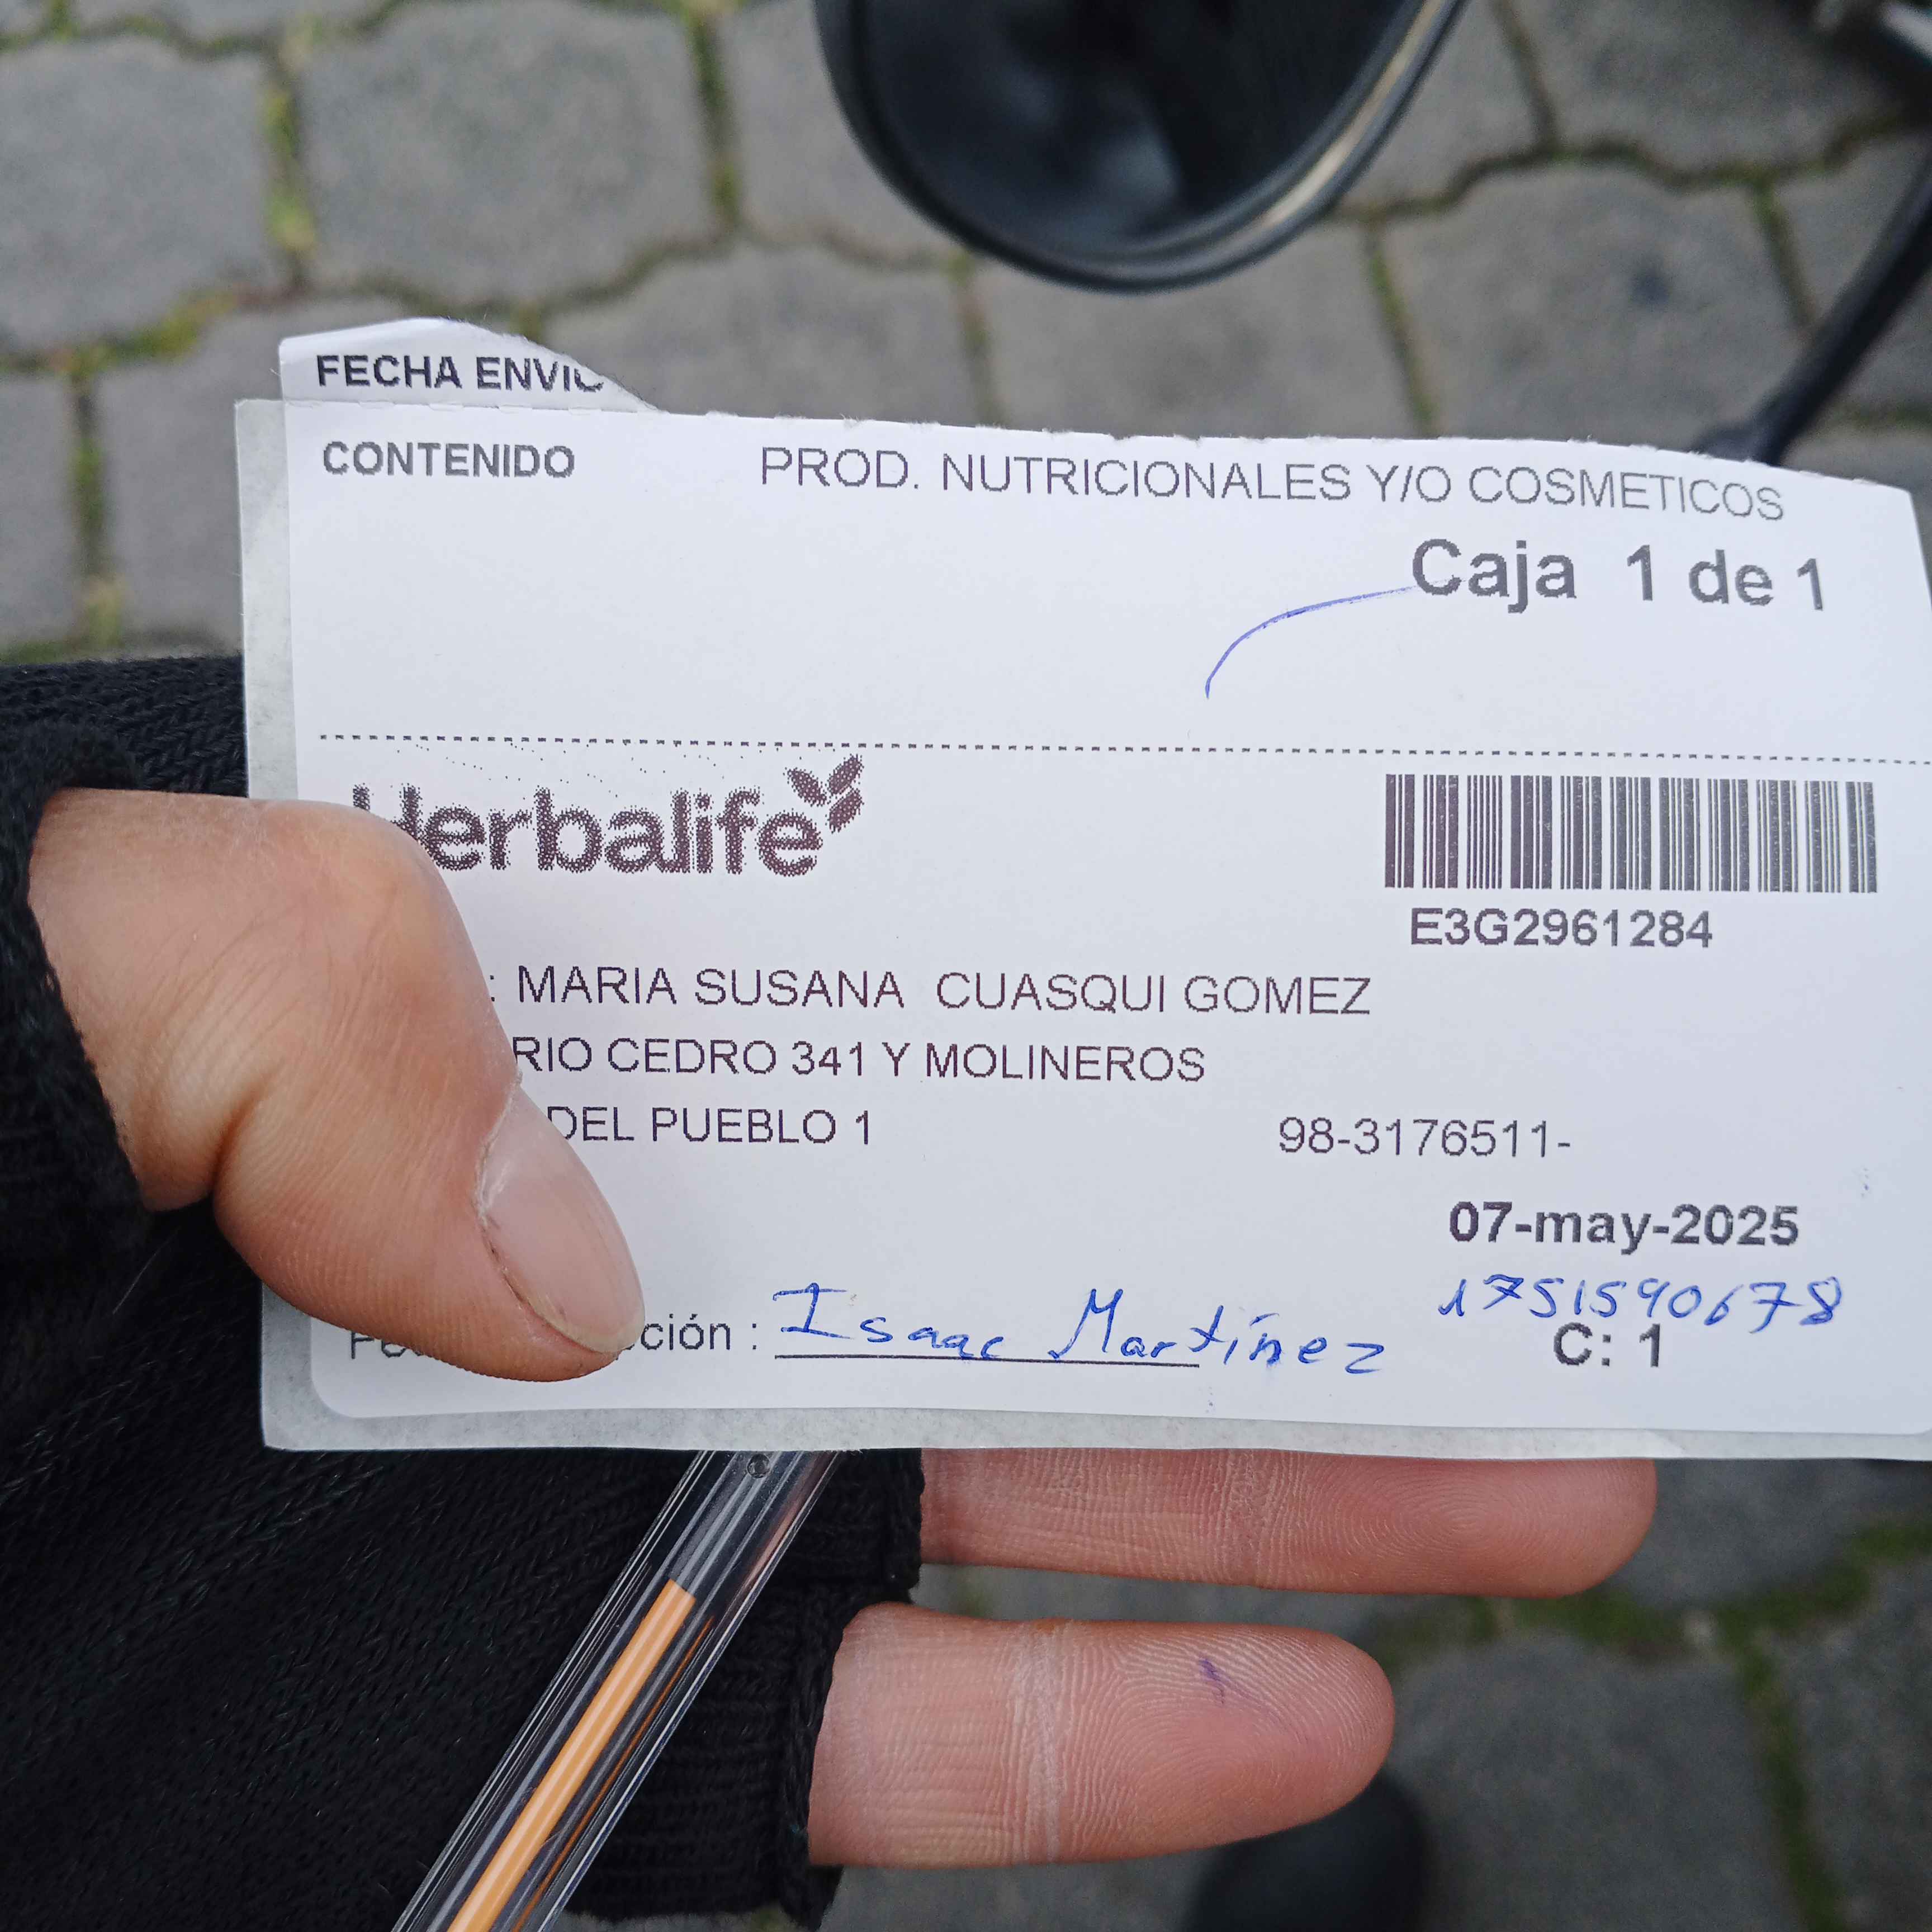 FECHA ENVIO
CONTENIDO PROD. NUTRICIONALES Y/O COSMETICOS
Caja 1 de 1
Herbalife
E3G2961284
: MARIA SUSANA CUASQUI GOMEZ
RIO CEDRO 341 Y MOLINEROS
DEL PUEBLO 1 98-3176511-
07-may-2025
1751590678
ción : Isaac Martínez C: 1